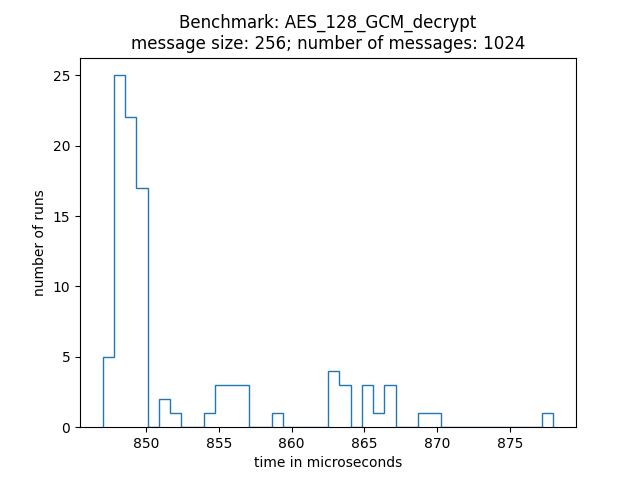 Benchmark: AES_128_GCM_decrypt
message size: 256; number of messages: 1024
25
20
15
10
5
0
number of runs
850 855 860 865 870 875
time in microseconds